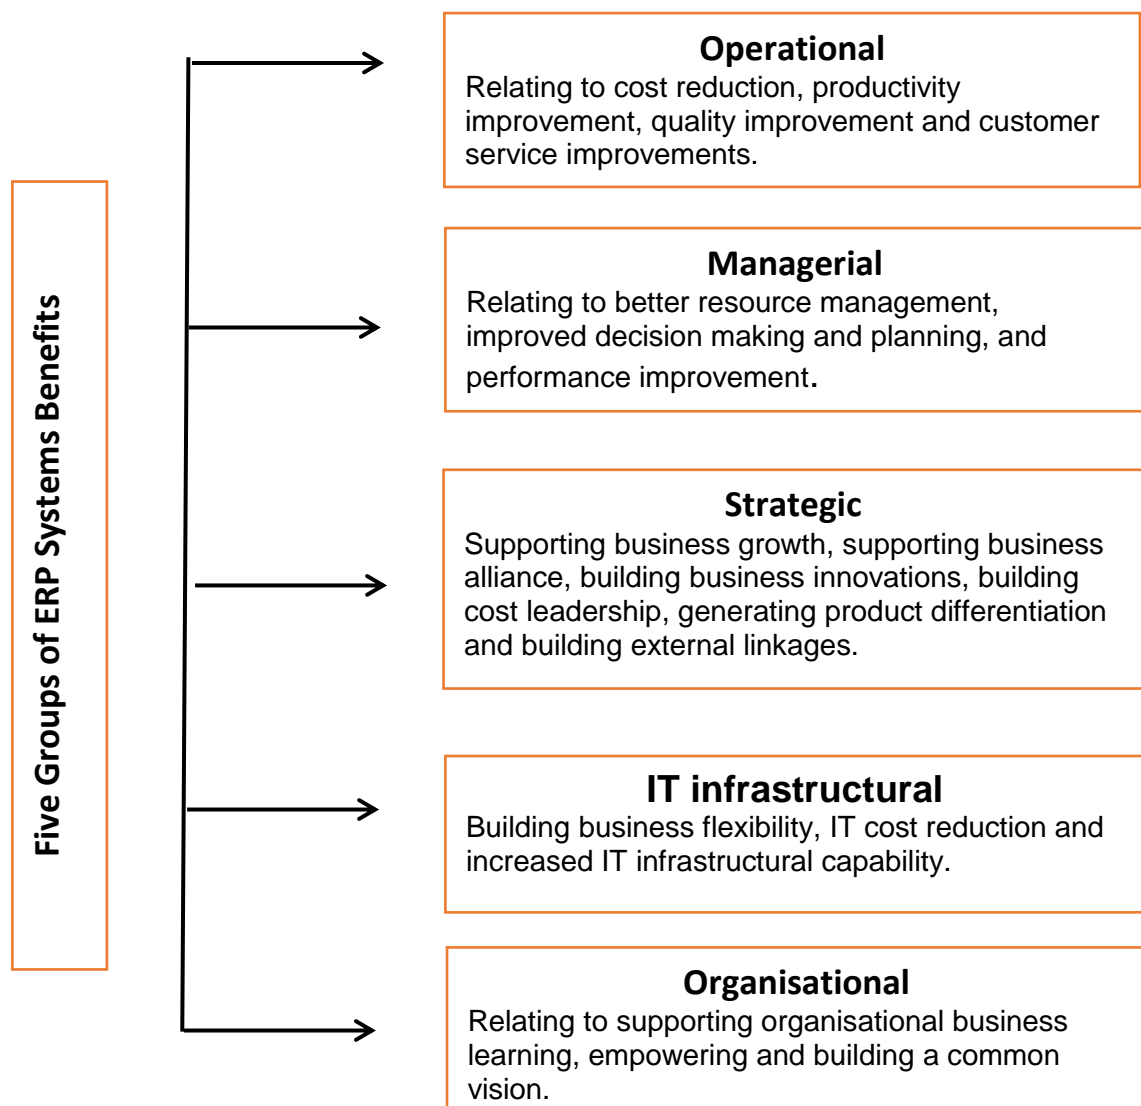 Five Groups of ERP Systems Benefits
Operational
Relating to cost reduction, productivity
improvement, quality improvement and customer
service improvements.
Managerial
Relating to better resource management,
improved decision making and planning, and
performance improvement.
Strategic
Supporting business growth, supporting business
alliance, building business innovations, building
cost leadership, generating product differentiation
and building external linkages.
IT infrastructural
Building business flexibility, IT cost reduction and
increased IT infrastructural capability.
Organisational
Relating to supporting organisational business
learning, empowering and building a common
vision.